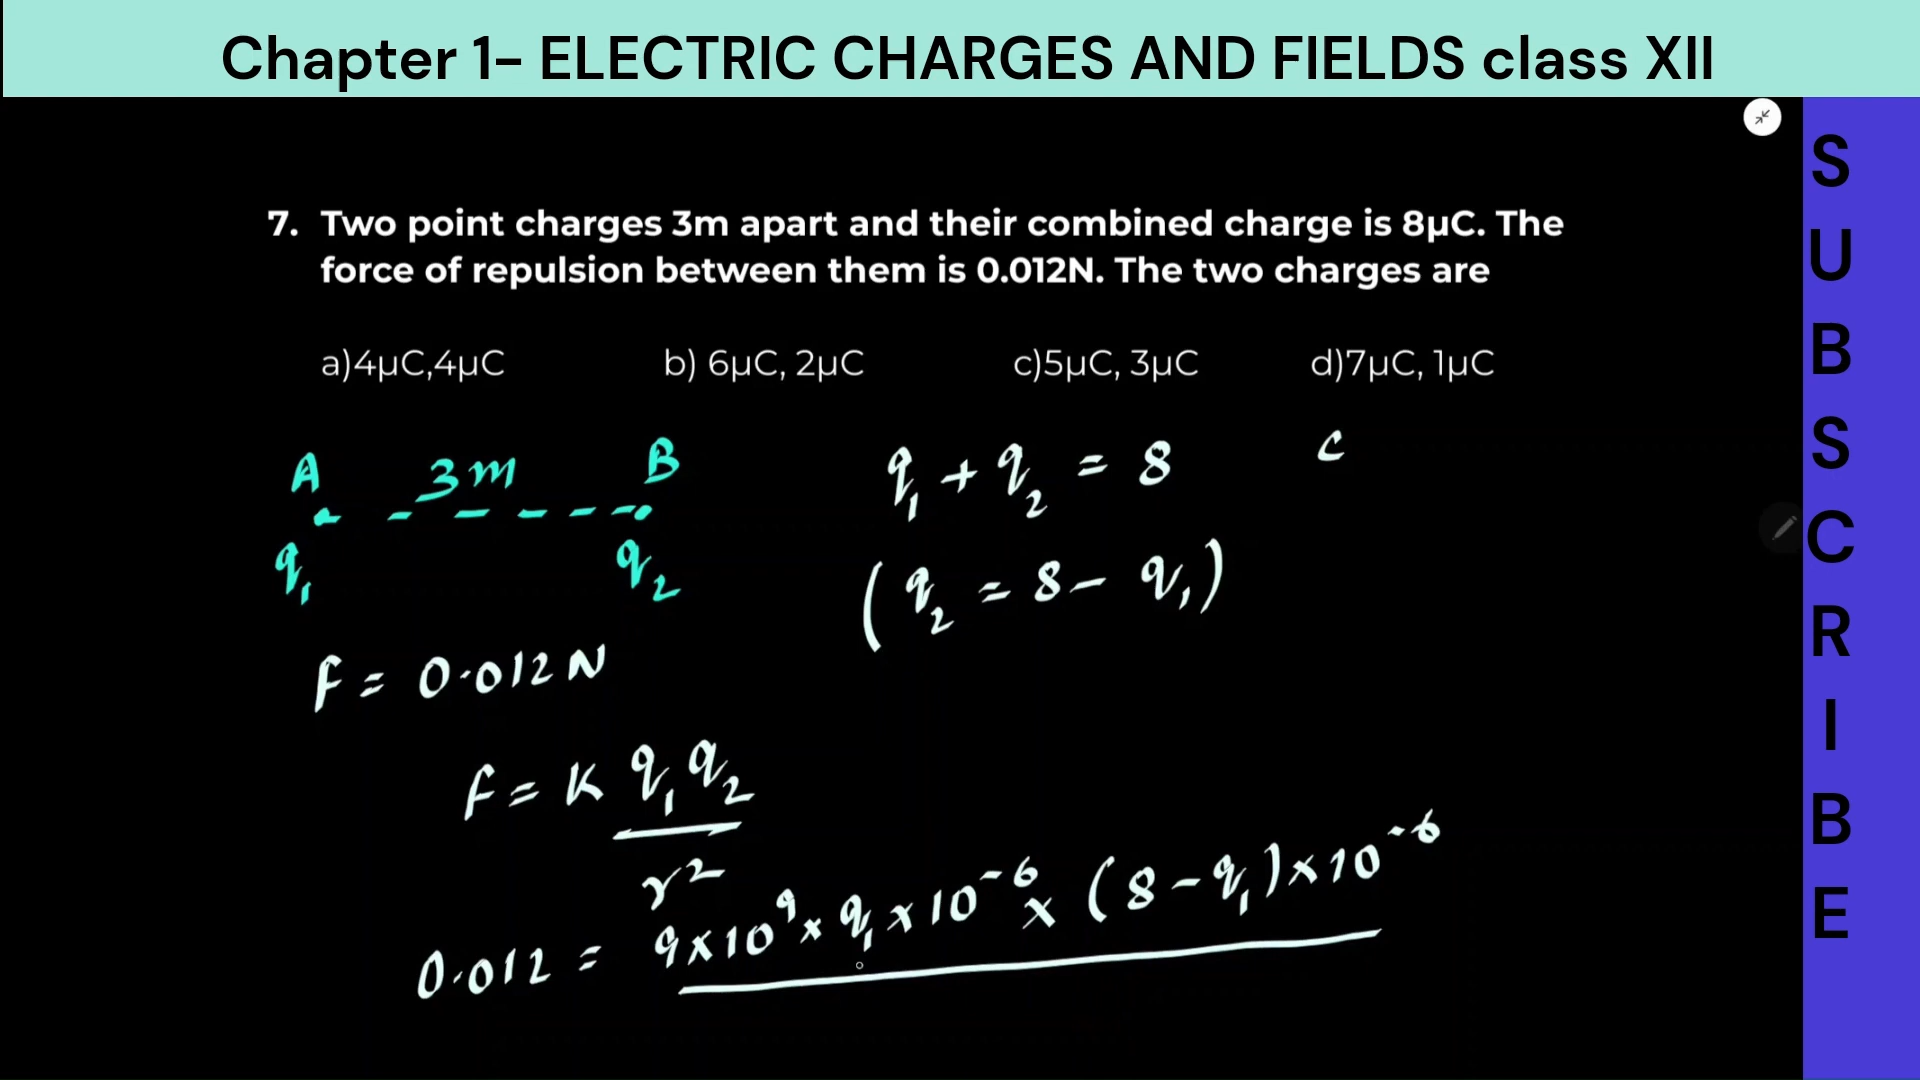 Chapter 1- ELECTRIC CHARGES AND FIELDS class XII
7. Two point charges 3m apart and their combined charge is 8µC. The
force of repulsion between them is 0.012N. The two charges are
a)4µC,4µC b) 6µC, 2µC c)5µC, 3µC d)7µC, 1µC
A 3m B
q₁ q₂
q₁ + q₂ = 8 c
(q₂ = 8 - q₁)
F = 0.012 N
F = K q₁ q₂
r²
0.012 = 9×10⁹ × q₁ × 10⁻⁶ × (8 - q₁) × 10⁻⁶
SUBSCRIBE